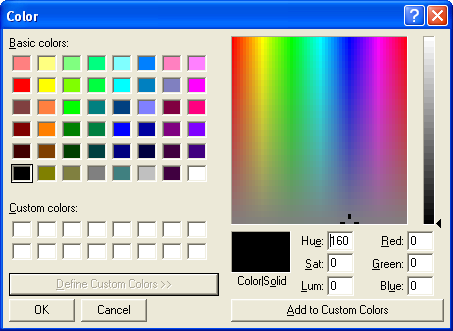 Color
Basic colors:
Custom colors:
Define Custom Colors >>
OK Cancel
Hue: 160 Red: 0
Sat: 0 Green: 0
Color|Solid Lum: 0 Blue: 0
Add to Custom Colors